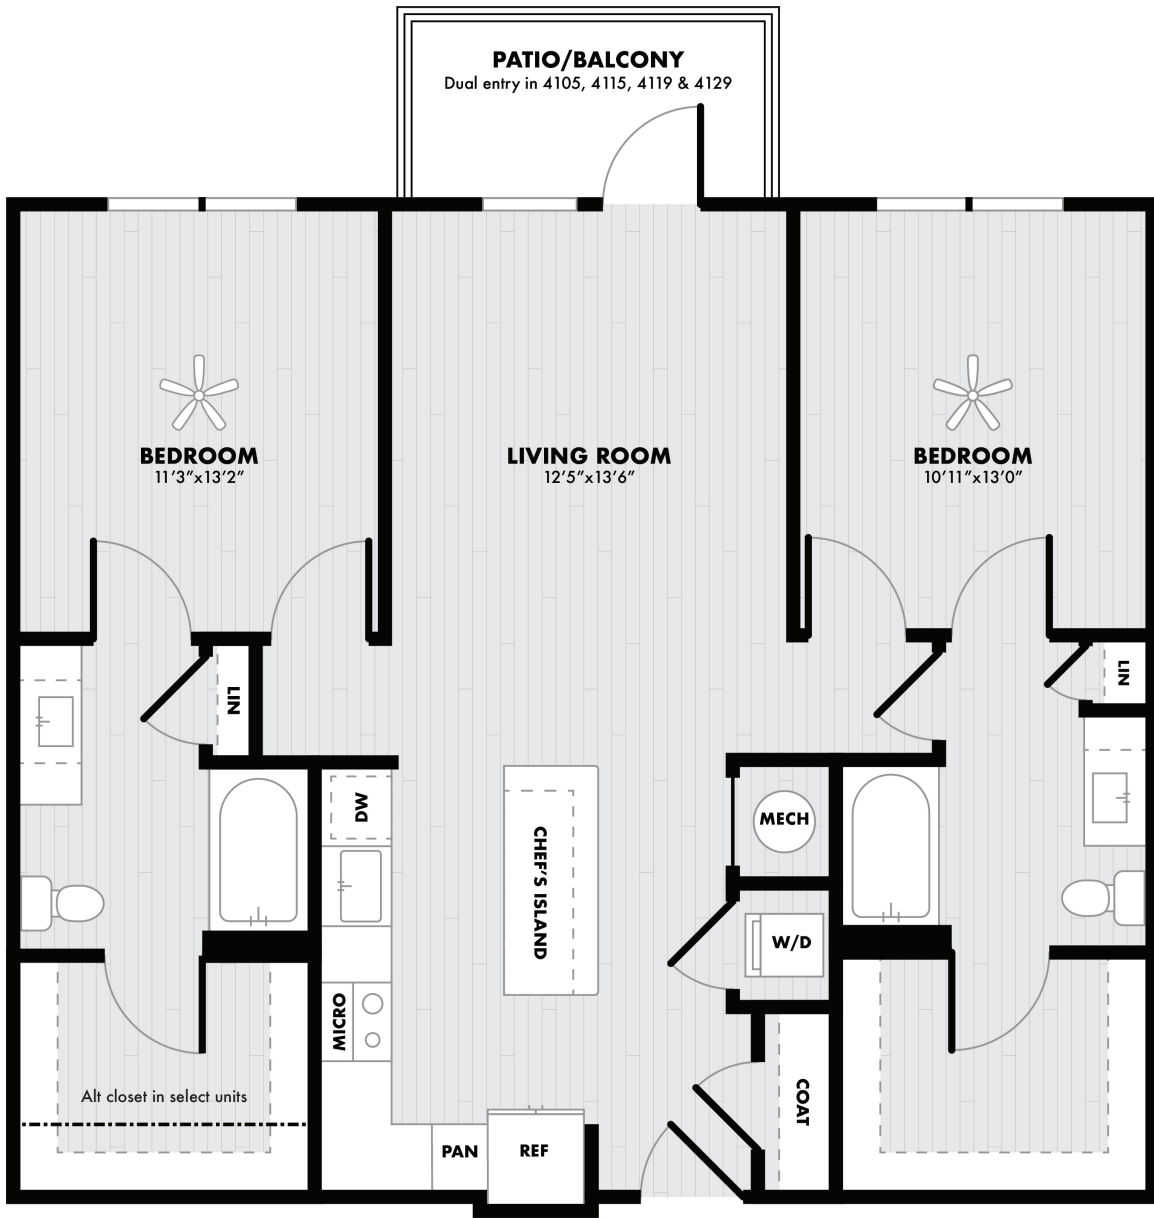 PATIO/BALCONY
Dual entry in 4105, 4115, 4119 & 4129
BEDROOM
11'3"x13'2"
LIVING ROOM
12'5"x13'6"
BEDROOM
10'11"x13'0"
LIN
LIN
DW
CHEF'S ISLAND
MECH
W/D
MICRO
COAT
Alt closet in select units
PAN
REF